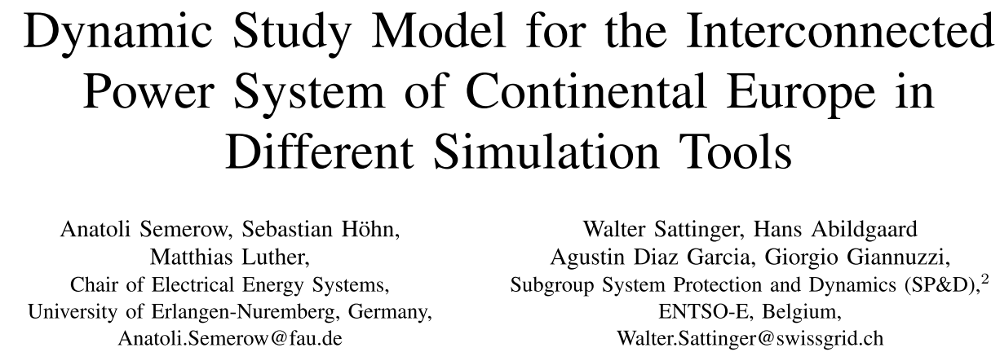 Dynamic Study Model for the Interconnected
Power System of Continental Europe in
Different Simulation Tools
Anatoli Semerow, Sebastian Höhn,
Matthias Luther,
Chair of Electrical Energy Systems,
University of Erlangen-Nuremberg, Germany,
Anatoli.Semerow@fau.de
Walter Sattinger, Hans Abildgaard
Agustin Diaz Garcia, Giorgio Giannuzzi,
Subgroup System Protection and Dynamics (SP&D),²
ENTSO-E, Belgium,
Walter.Sattinger@swissgrid.ch